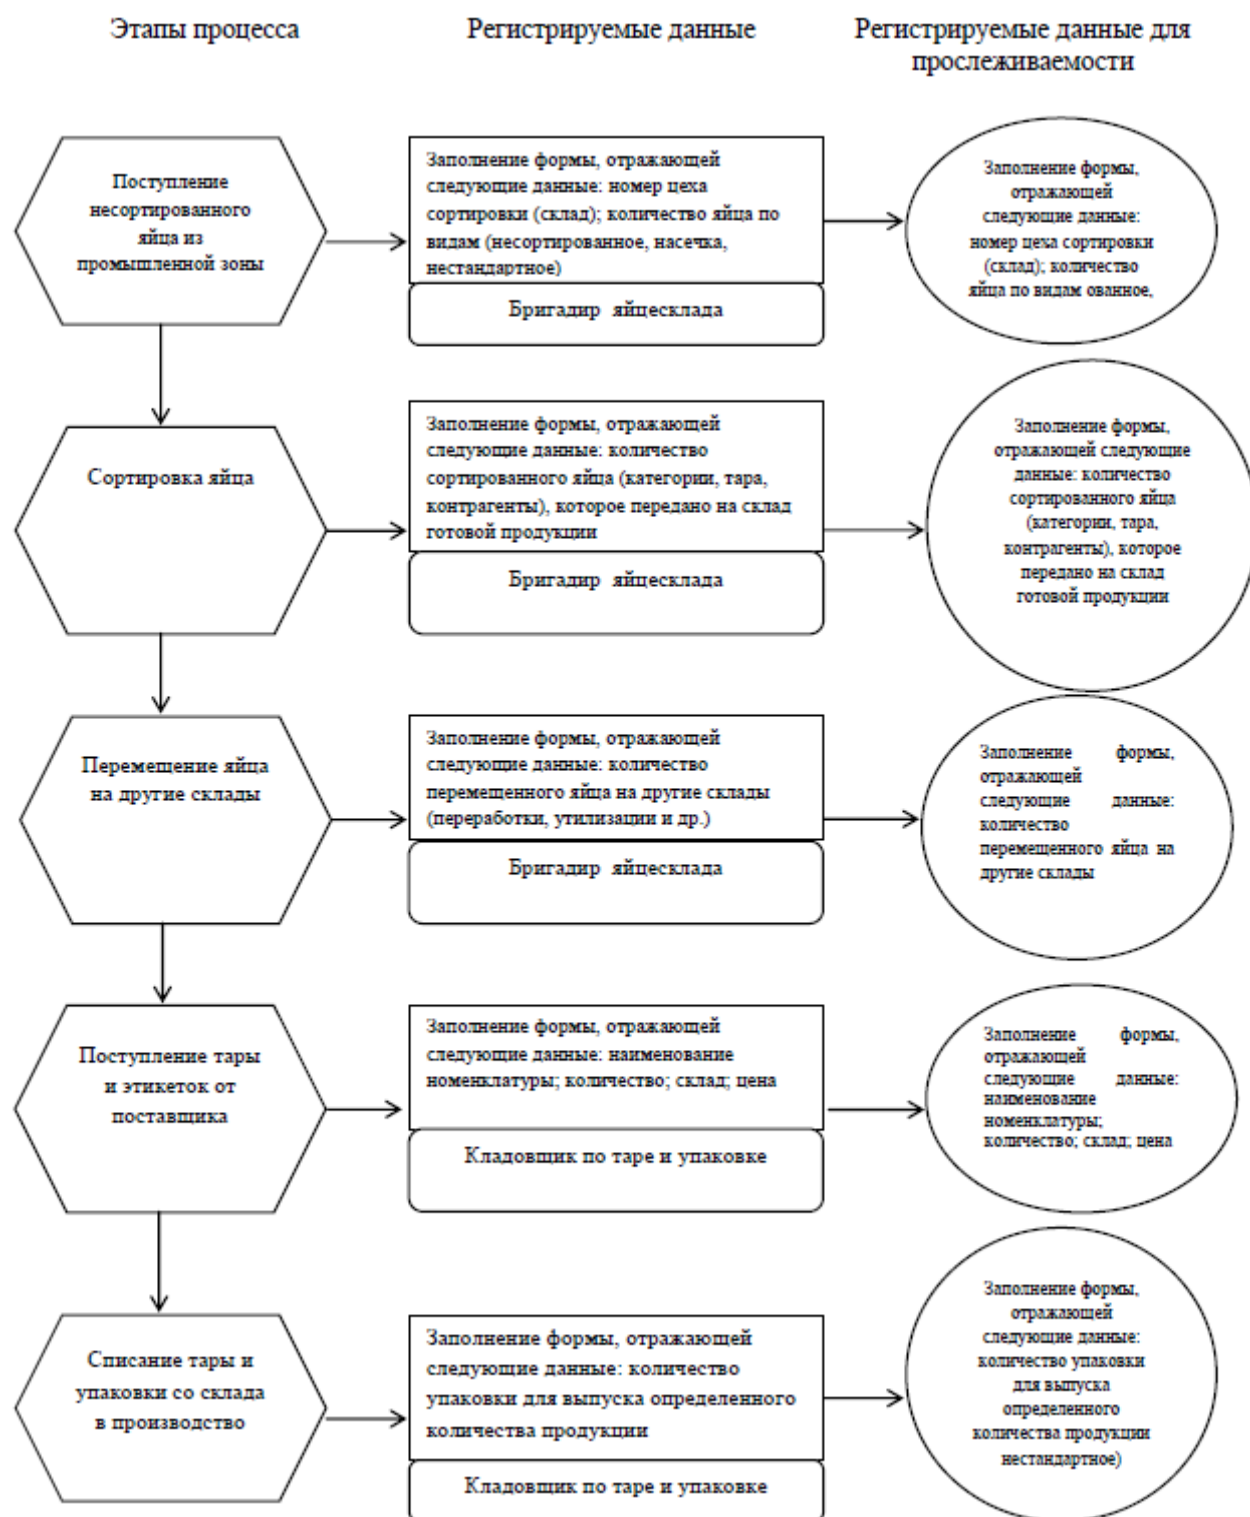 Этапы процесса
Регистрируемые данные
Регистрируемые данные для
прослеживаемости
Поступление
несортированного
яйца из
промышленной зоны
Заполнение формы, отражающей
следующие данные: номер цеха
сортировки (склад); количество яйца по
видам (несортированное, насечка,
нестандартное)
Бригадир яйцесклада
Заполнение формы,
отражающей
следующие данные:
номер цеха сортировки
(склад); количество
яйца по видам ованное,
Сортировка яйца
Заполнение формы, отражающей
следующие данные: количество
сортированного яйца (категории, тара,
контрагенты), которое передано на склад
готовой продукции
Бригадир яйцесклада
Заполнение формы,
отражающей следующие
данные: количество
сортированного яйца
(категории, тара,
контрагенты), которое
передано на склад
готовой продукции
Перемещение яйца
на другие склады
Заполнение формы, отражающей
следующие данные: количество
перемещенного яйца на другие склады
(переработки, утилизации и др.)
Бригадир яйцесклада
Заполнение формы,
отражающей
следующие данные:
количество
перемещенного яйца на
другие склады
Поступление тары
и этикеток от
поставщика
Заполнение формы, отражающей
следующие данные: наименование
номенклатуры; количество; склад; цена
Кладовщик по таре и упаковке
Заполнение формы,
отражающей
следующие данные:
наименование
номенклатуры;
количество; склад; цена
Списание тары и
упаковки со склада
в производство
Заполнение формы, отражающей
следующие данные: количество
упаковки для выпуска определенного
количества продукции
Кладовщик по таре и упаковке
Заполнение формы,
отражающей
следующие данные:
количество упаковки
для выпуска
определенного
количества продукции
нестандартное)